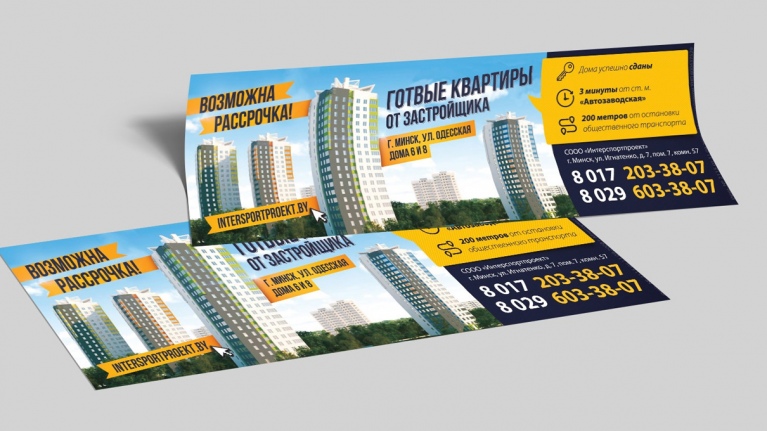 ВОЗМОЖНА
РАССРОЧКА!
ГОТВЫЕ КВАРТИРЫ
ОТ ЗАСТРОЙЩИКА
Г. МИНСК, УЛ. ОДЕССКАЯ
ДОМА 6 И 8
INTERSPORTPROEKT.BY
Дома успешно сданы
3 минуты от ст. м.
«Автозаводская»
200 метров от остановки
общественного транспорта
СООО «Интерспортпроект»
г. Минск, ул. Игнатенко, д. 7, пом. 7, комн. 57
8 017 203-38-07
8 029 603-38-07
ВОЗМОЖНА
РАССРОЧКА!
ГОТВЫЕ
ОТ ЗАСТРОЙЩИКА
Г. МИНСК, УЛ. ОДЕССКАЯ
ДОМА 6 И 8
INTERSPORTPROEKT.BY
200 метров от остановки
общественного транспорта
СООО «Интерспортпроект»
г. Минск, ул. Игнатенко, д. 7, пом. 7, комн. 57
8 017 203-38-07
8 029 603-38-07